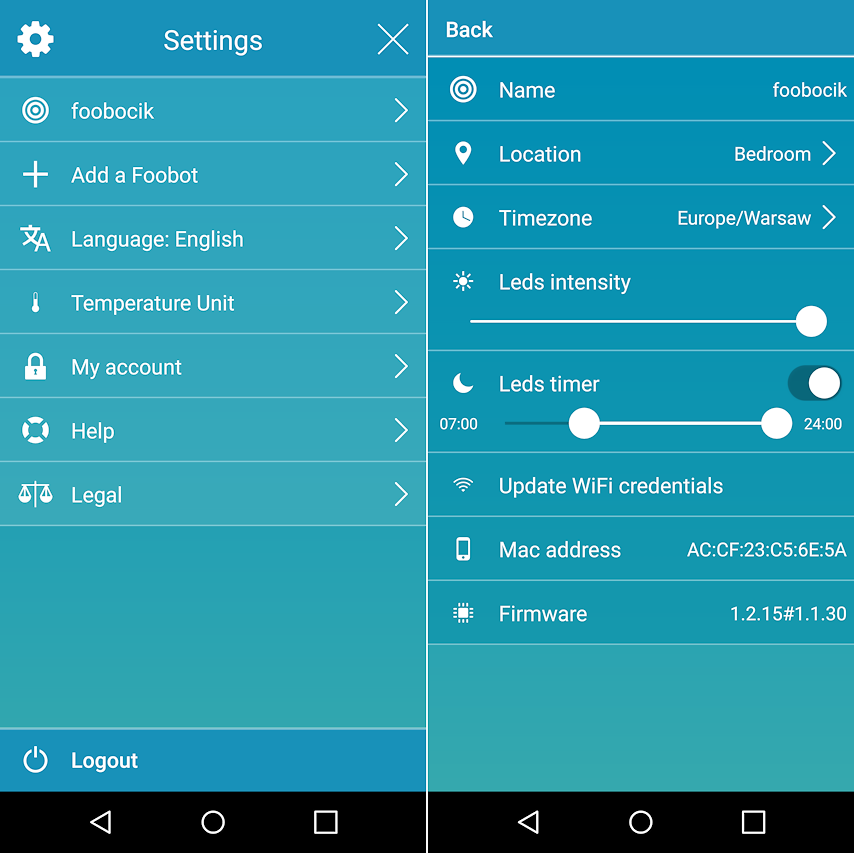 Settings
foobocik
Add a Foobot
Language: English
Temperature Unit
My account
Help
Legal
Logout
Back
Name foobocik
Location Bedroom
Timezone Europe/Warsaw
Leds intensity
Leds timer
07:00 24:00
Update WiFi credentials
Mac address AC:CF:23:C5:6E:5A
Firmware 1.2.15#1.1.30